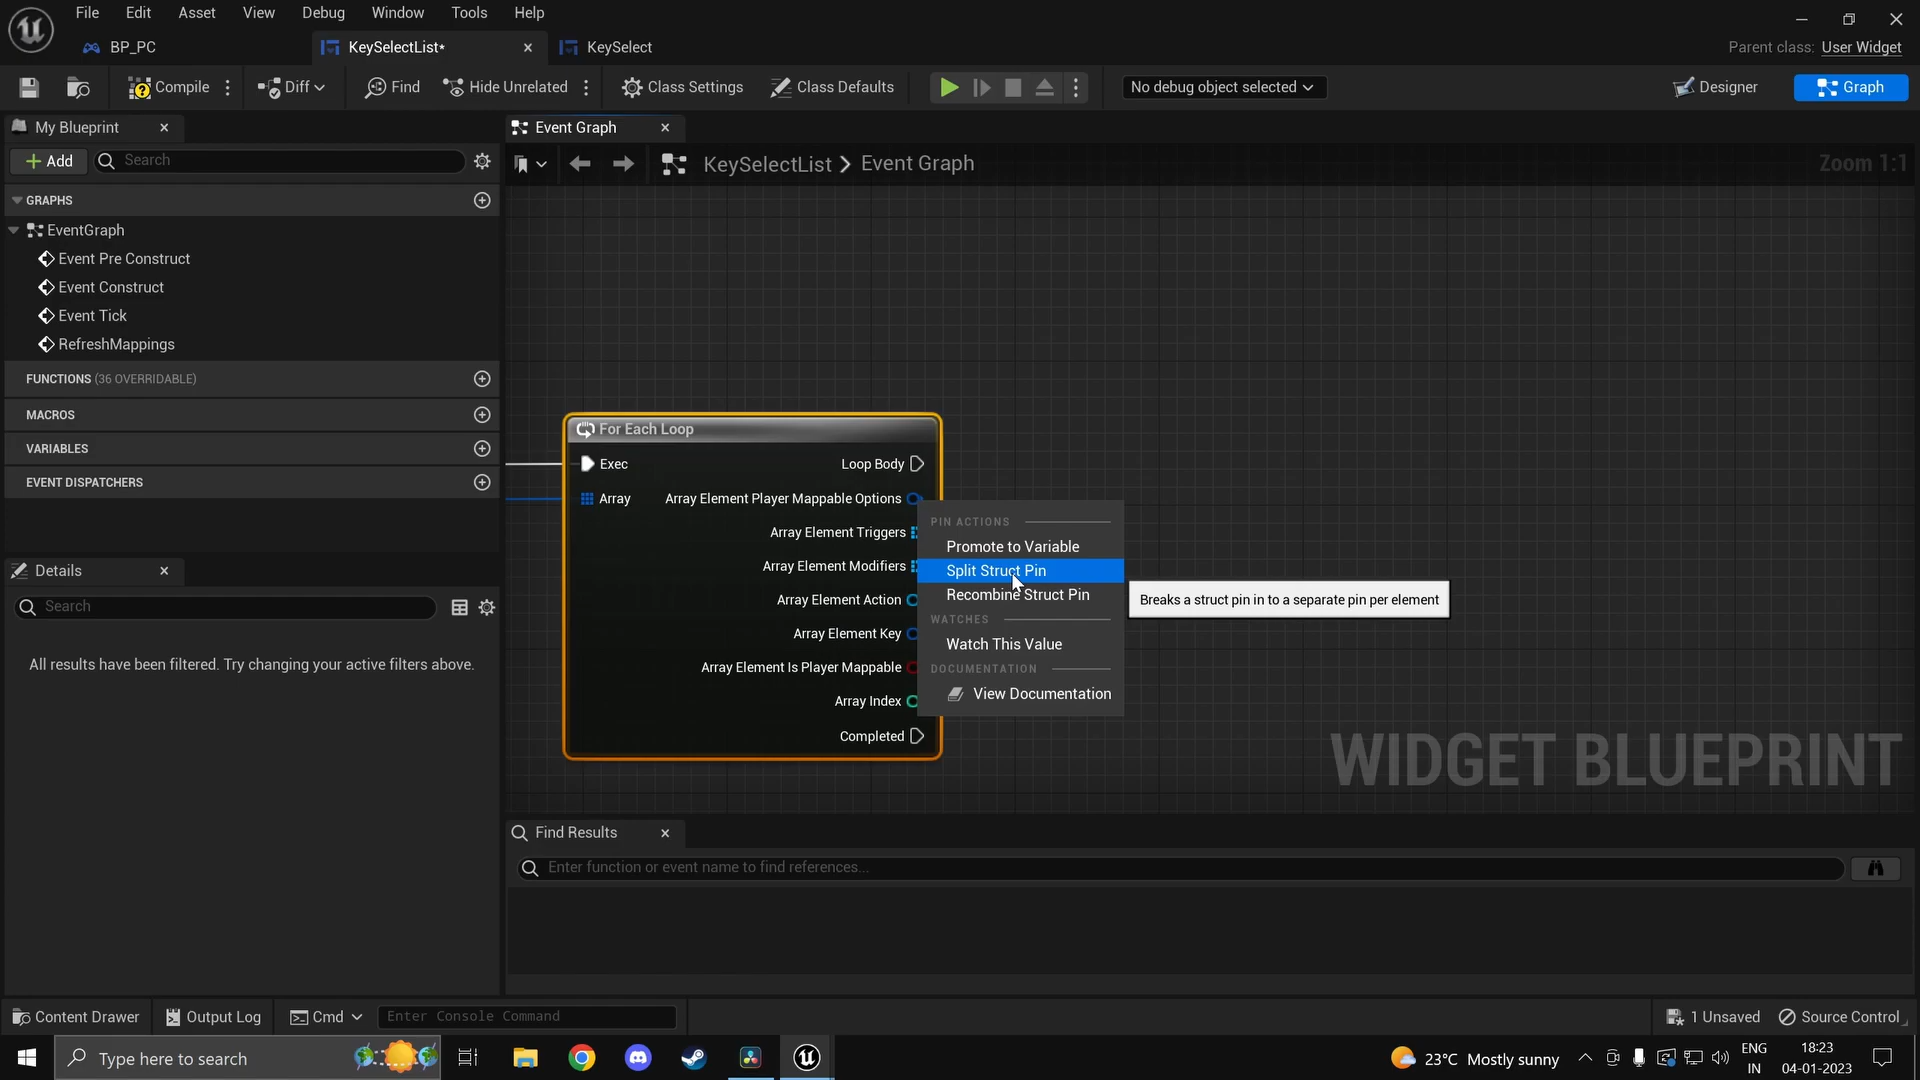 File Edit Asset View Debug Window Tools Help
BP_PC KeySelectList* KeySelect Parent class: User Widget
Compile Diff Find Hide Unrelated Class Settings Class Defaults No debug object selected Designer Graph
My Blueprint Event Graph
Add Search KeySelectList Event Graph Zoom 1:1
GRAPHS
EventGraph
Event Pre Construct
Event Construct
Event Tick
RefreshMappings
FUNCTIONS (36 OVERRIDABLE)
MACROS
VARIABLES
EVENT DISPATCHERS
Details
Search
All results have been filtered. Try changing your active filters above.
For Each Loop
Exec Loop Body
Array Array Element Player Mappable Options
Array Element Triggers
Array Element Modifiers
Array Element Action
Array Element Key
Array Element Is Player Mappable
Array Index
Completed
PIN ACTIONS
Promote to Variable
Split Struct Pin
Recombine Struct Pin
WATCHES
Watch This Value
DOCUMENTATION
View Documentation
Breaks a struct pin in to a separate pin per element
WIDGET BLUEPRINT
Find Results
Enter function or event name to find references...
Content Drawer Output Log Cmd Enter Console Command 1 Unsaved Source Control
Type here to search 23°C Mostly sunny ENG IN 18:23 04-01-2023